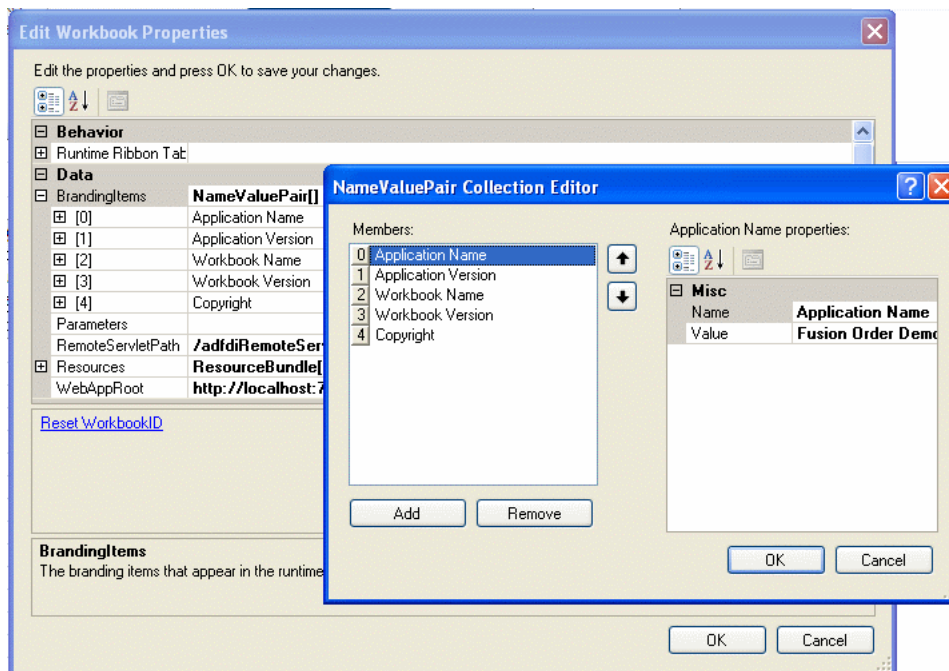 Edit Workbook Properties
Edit the properties and press OK to save your changes.
Behavior
Runtime Ribbon Tab
Data
BrandingItems NameValuePair[]
[0] Application Name
[1] Application Version
[2] Workbook Name
[3] Workbook Version
[4] Copyright
Parameters
RemoteServletPath /adfdiRemoteSer
Resources ResourceBundle[
WebAppRoot http://localhost:7
Reset WorkbookID
BrandingItems
The branding items that appear in the runtime
OK Cancel
NameValuePair Collection Editor
Members:
0 Application Name
1 Application Version
2 Workbook Name
3 Workbook Version
4 Copyright
Add Remove
Application Name properties:
Misc
Name Application Name
Value Fusion Order Demo
OK Cancel